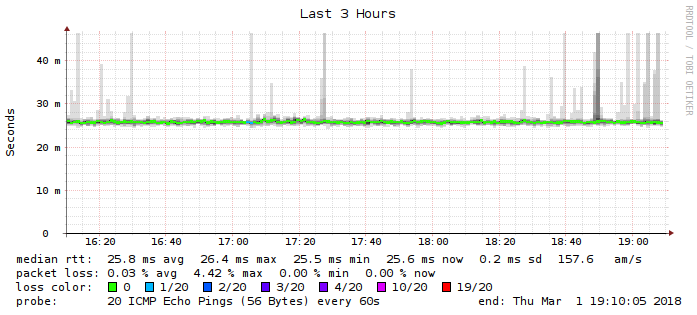 Last 3 Hours
RRDTOOL / TOBI OETIKER
Seconds
40 m
30 m
20 m
10 m
0
16:20 16:40 17:00 17:20 17:40 18:00 18:20 18:40 19:00
median rtt: 25.8 ms avg 26.4 ms max 25.5 ms min 25.6 ms now 0.2 ms sd 157.6 am/s
packet loss: 0.03 % avg 4.42 % max 0.00 % min 0.00 % now
loss color: 0 1/20 2/20 3/20 4/20 10/20 19/20
probe: 20 ICMP Echo Pings (56 Bytes) every 60s end: Thu Mar 1 19:10:05 2018